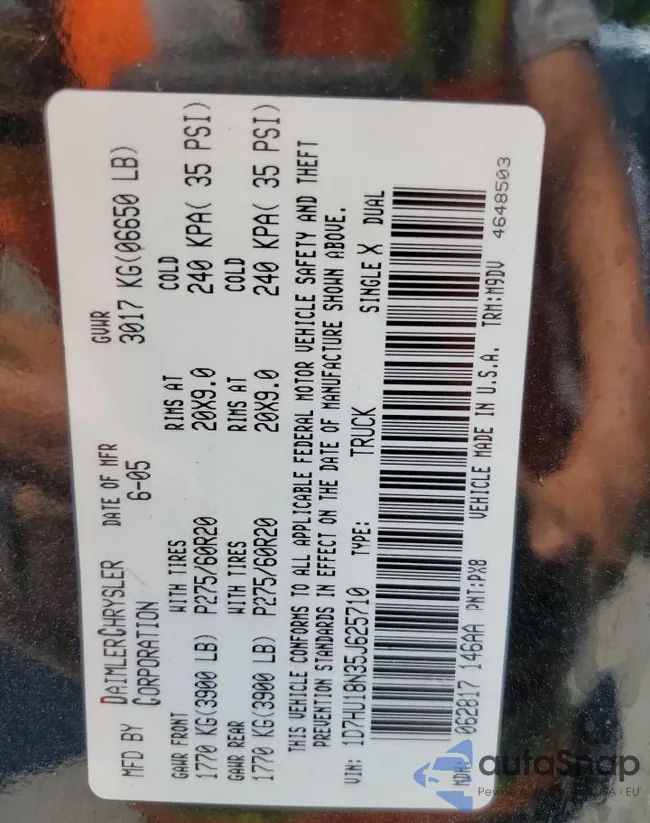 MFD BY DAIMLERCHRYSLER CORPORATION
DATE OF MFR 6-05
GVWR 3017 KG(06650 LB)
GAWR FRONT WITH TIRES RIMS AT COLD
1770 KG(3900 LB) P275/60R20 20X9.0 240 KPA( 35 PSI)
GAWR REAR WITH TIRES RIMS AT COLD
1770 KG(3900 LB) P275/60R20 20X9.0 240 KPA( 35 PSI)
THIS VEHICLE CONFORMS TO ALL APPLICABLE FEDERAL MOTOR VEHICLE SAFETY AND THEFT
PREVENTION STANDARDS IN EFFECT ON THE DATE OF MANUFACTURE SHOWN ABOVE.
VIN: 1D7HU18N35J625710 TYPE: TRUCK SINGLE X DUAL
MDH: 062817 146AA PNT:PX8 VEHICLE MADE IN U.S.A. TRM:M9DV
4648503
autoSnap